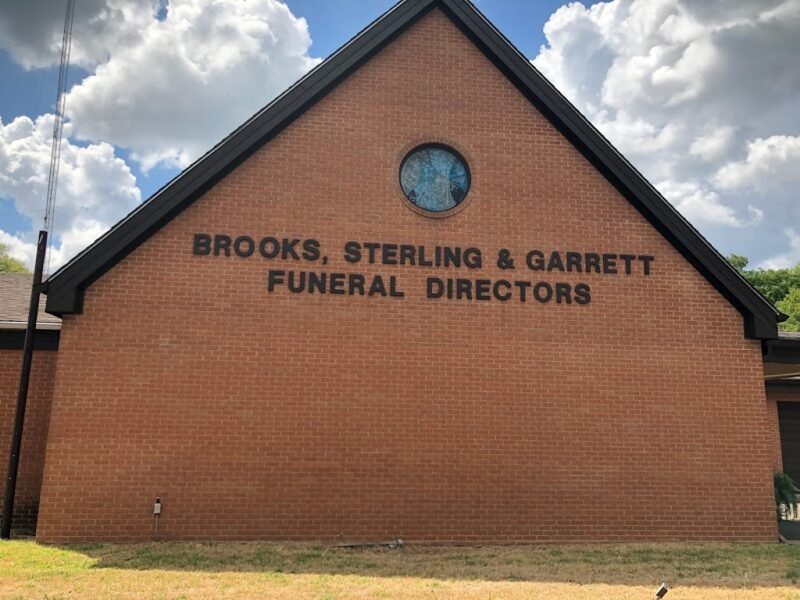 BROOKS, STERLING & GARRETT
FUNERAL DIRECTORS